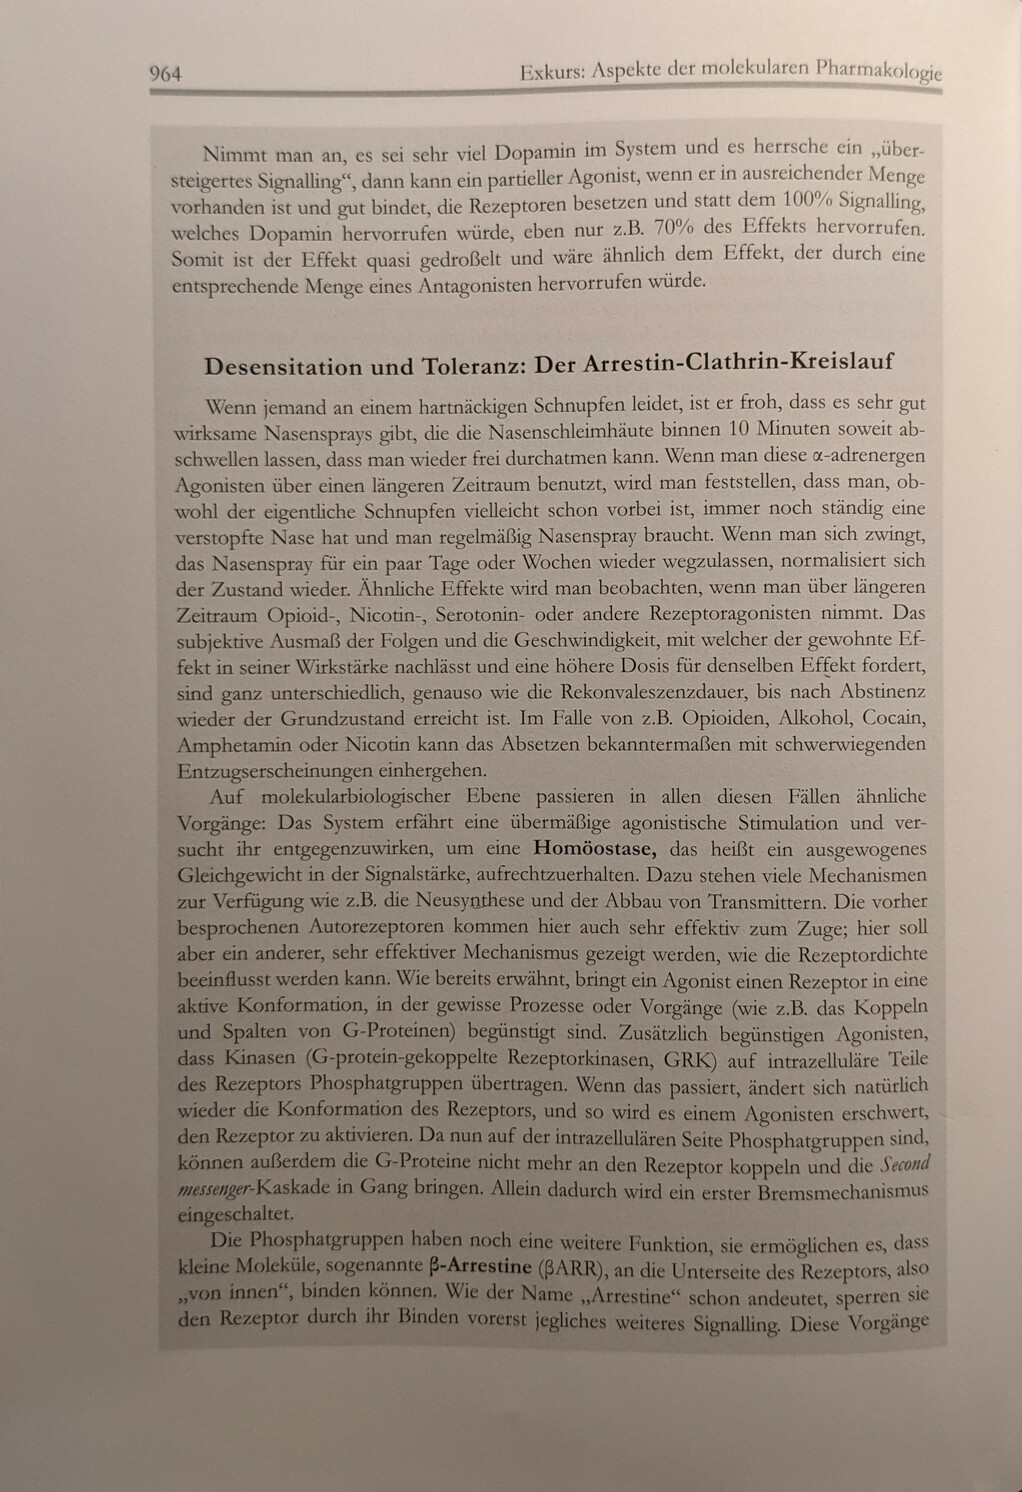 964
Exkurs: Aspekte der molekularen Pharmakologie
Nimmt man an, es sei sehr viel Dopamin im System und es herrsche ein „über-
steigertes Signalling“, dann kann ein partieller Agonist, wenn er in ausreichender Menge
vorhanden ist und gut bindet, die Rezeptoren besetzen und statt dem 100% Signalling,
welches Dopamin hervorrufen würde, eben nur z.B. 70% des Effekts hervorrufen.
Somit ist der Effekt quasi gedroßelt und wäre ähnlich dem Effekt, der durch eine
entsprechende Menge eines Antagonisten hervorrufen würde.
Desensitation und Toleranz: Der Arrestin-Clathrin-Kreislauf
Wenn jemand an einem hartnäckigen Schnupfen leidet, ist er froh, dass es sehr gut
wirksame Nasensprays gibt, die die Nasenschleimhäute binnen 10 Minuten soweit ab-
schwellen lassen, dass man wieder frei durchatmen kann. Wenn man diese α-adrenergen
Agonisten über einen längeren Zeitraum benutzt, wird man feststellen, dass man, ob-
wohl der eigentliche Schnupfen vielleicht schon vorbei ist, immer noch ständig eine
verstopfte Nase hat und man regelmäßig Nasenspray braucht. Wenn man sich zwingt,
das Nasenspray für ein paar Tage oder Wochen wieder wegzulassen, normalisiert sich
der Zustand wieder. Ähnliche Effekte wird man beobachten, wenn man über längeren
Zeitraum Opioid-, Nicotin-, Serotonin- oder andere Rezeptoragonisten nimmt. Das
subjektive Ausmaß der Folgen und die Geschwindigkeit, mit welcher der gewohnte Ef-
fekt in seiner Wirkstärke nachlässt und eine höhere Dosis für denselben Effekt fordert,
sind ganz unterschiedlich, genauso wie die Rekonvaleszenzdauer, bis nach Abstinenz
wieder der Grundzustand erreicht ist. Im Falle von z.B. Opioiden, Alkohol, Cocain,
Amphetamin oder Nicotin kann das Absetzen bekanntermaßen mit schwerwiegenden
Entzugserscheinungen einhergehen.
Auf molekularbiologischer Ebene passieren in allen diesen Fällen ähnliche
Vorgänge: Das System erfährt eine übermäßige agonistische Stimulation und ver-
sucht ihr entgegenzuwirken, um eine Homöostase, das heißt ein ausgewogenes
Gleichgewicht in der Signalstärke, aufrechtzuerhalten. Dazu stehen viele Mechanismen
zur Verfügung wie z.B. die Neusynthese und der Abbau von Transmittern. Die vorher
besprochenen Autorezeptoren kommen hier auch sehr effektiv zum Zuge; hier soll
aber ein anderer, sehr effektiver Mechanismus gezeigt werden, wie die Rezeptordichte
beeinflusst werden kann. Wie bereits erwähnt, bringt ein Agonist einen Rezeptor in eine
aktive Konformation, in der gewisse Prozesse oder Vorgänge (wie z.B. das Koppeln
und Spalten von G-Proteinen) begünstigt sind. Zusätzlich begünstigen Agonisten,
dass Kinasen (G-protein-gekoppelte Rezeptorkinasen, GRK) auf intrazelluläre Teile
des Rezeptors Phosphatgruppen übertragen. Wenn das passiert, ändert sich natürlich
wieder die Konformation des Rezeptors, und so wird es einem Agonisten erschwert,
den Rezeptor zu aktivieren. Da nun auf der intrazellulären Seite Phosphatgruppen sind,
können außerdem die G-Proteine nicht mehr an den Rezeptor koppeln und die Second
messenger-Kaskade in Gang bringen. Allein dadurch wird ein erster Bremsmechanismus
eingeschaltet.
Die Phosphatgruppen haben noch eine weitere Funktion, sie ermöglichen es, dass
kleine Moleküle, sogenannte β-Arrestine (βARR), an die Unterseite des Rezeptors, also
„von innen“, binden können. Wie der Name „Arrestine“ schon andeutet, sperren sie
den Rezeptor durch ihr Binden vorerst jegliches weiteres Signalling. Diese Vorgänge